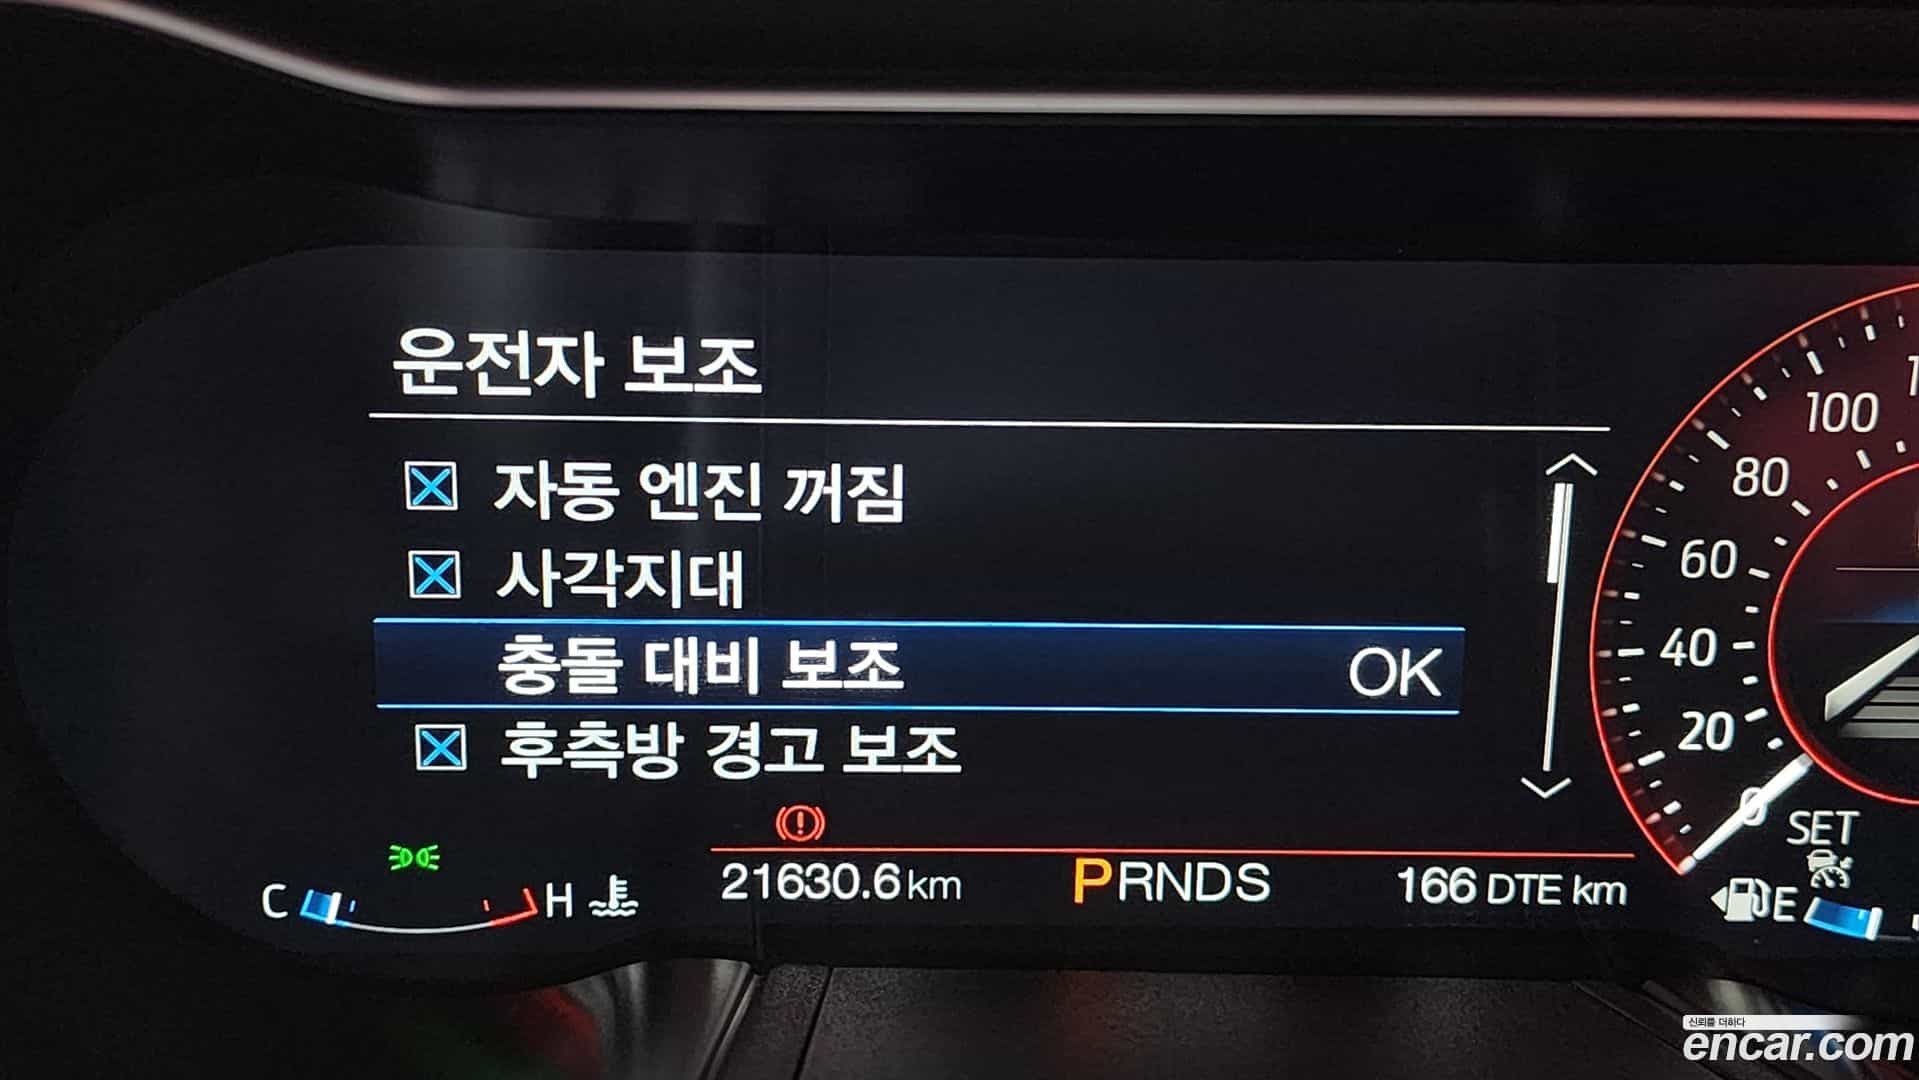 운전자 보조
자동 엔진 꺼짐
사각지대
충돌 대비 보조 OK
후측방 경고 보조
100
80
60
40
20
0
SET
C H
21630.6 km
PRNDS
166 DTE km
E
신뢰를 더하다
encar.com